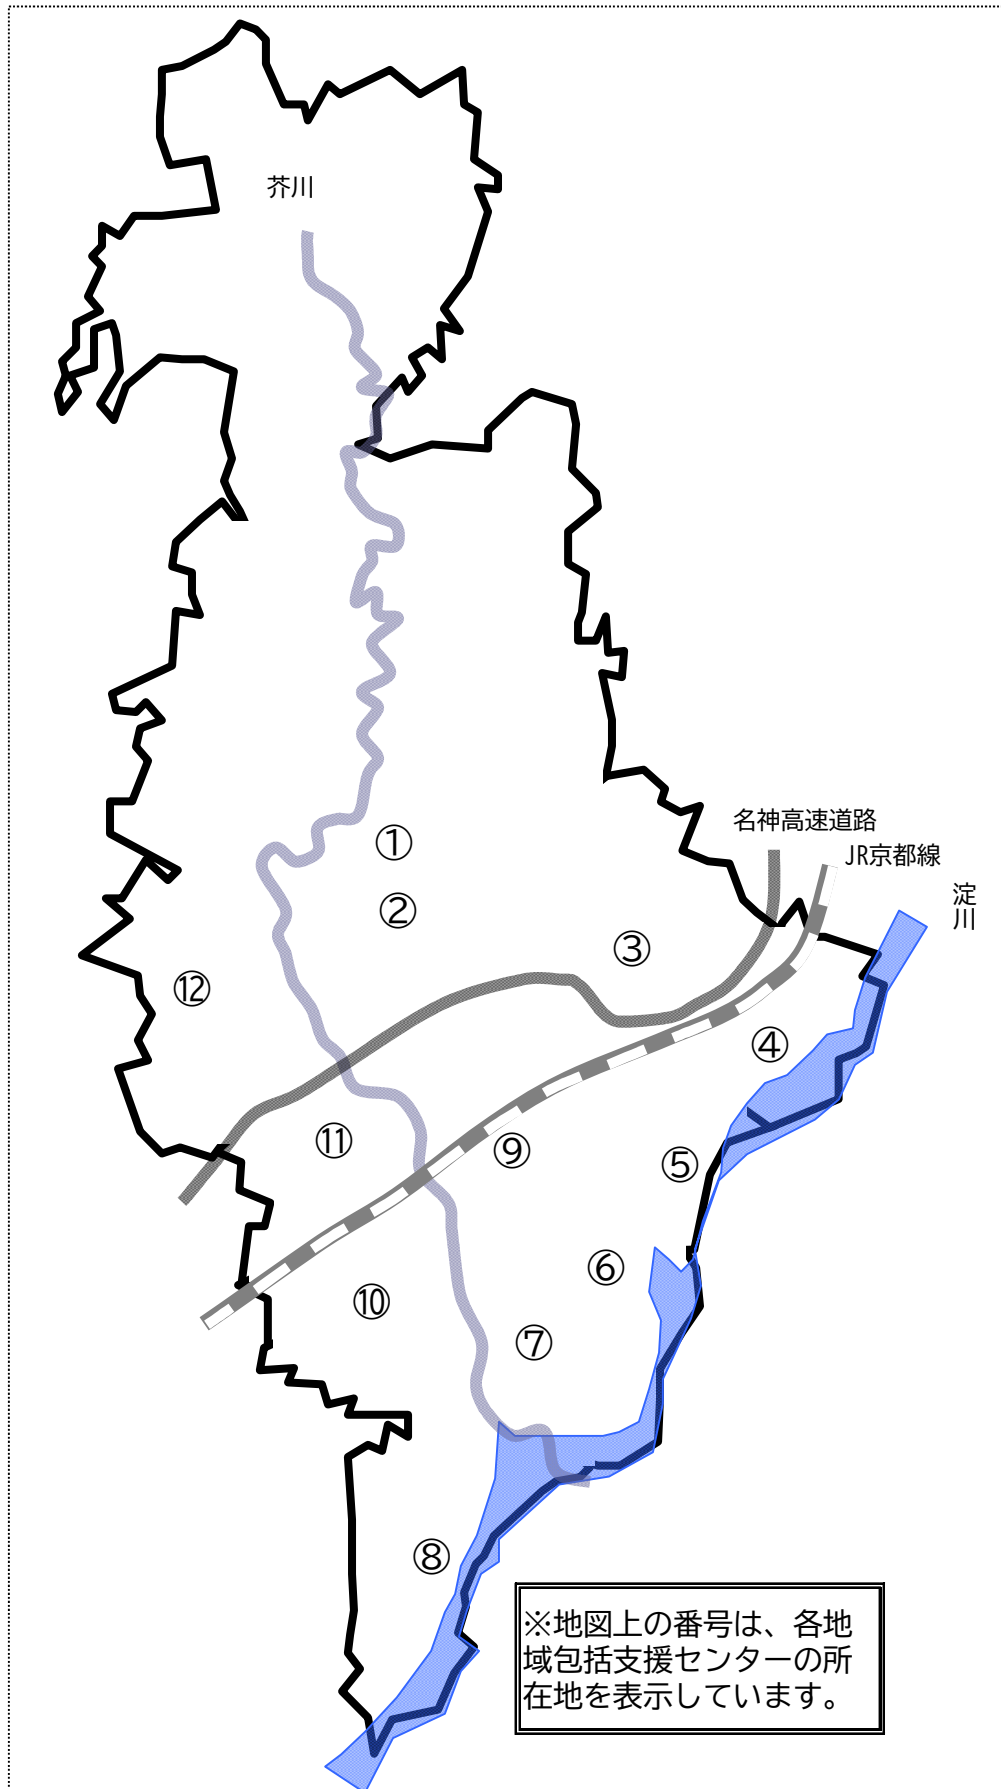 芥川
名神高速道路
JR京都線
淀川
①
②
③
⑫
④
⑪
⑨
⑤
⑥
⑩
⑦
⑧
※地図上の番号は、各地
域包括支援センターの所
在地を表示しています。